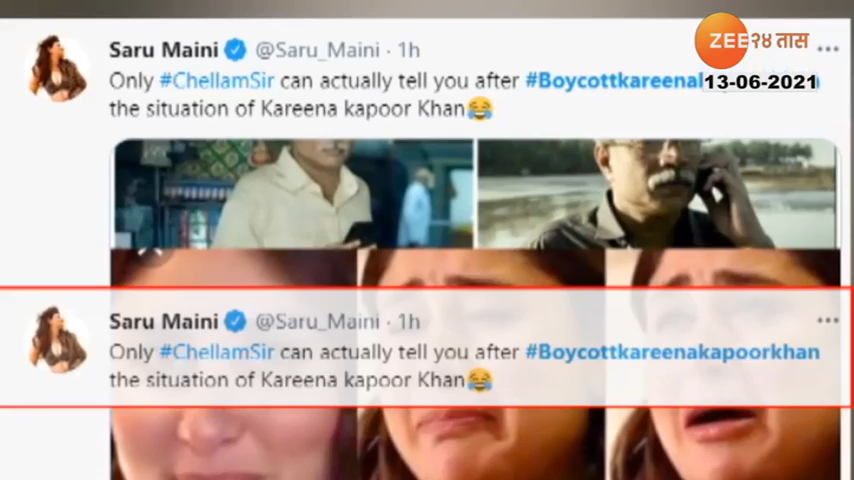 ZEE २४ तास
13-06-2021
Saru Maini @Saru_Maini · 1h
Only #ChellamSir can actually tell you after
the situation of Kareena kapoor Khan😂
Saru Maini @Saru_Maini · 1h
Only #ChellamSir can actually tell you after #Boycottkareenakapoorkhan
the situation of Kareena kapoor Khan😂